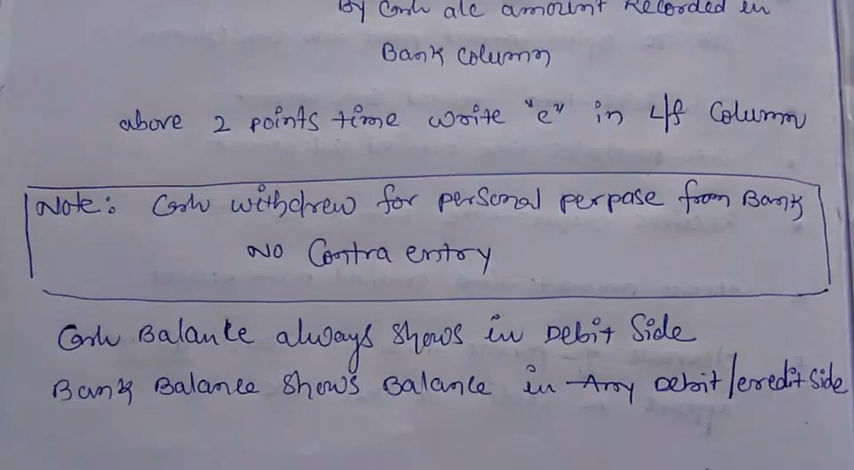 By Cash a/c amount Recorded in
Bank Column
above 2 points time write "c" in L/f Column
Note: Cash withdrew for personal perpase from Bank
No Contra entry
Cash Balance always shows in Debit Side
Bank Balance shows Balance in Any Debit/credit side